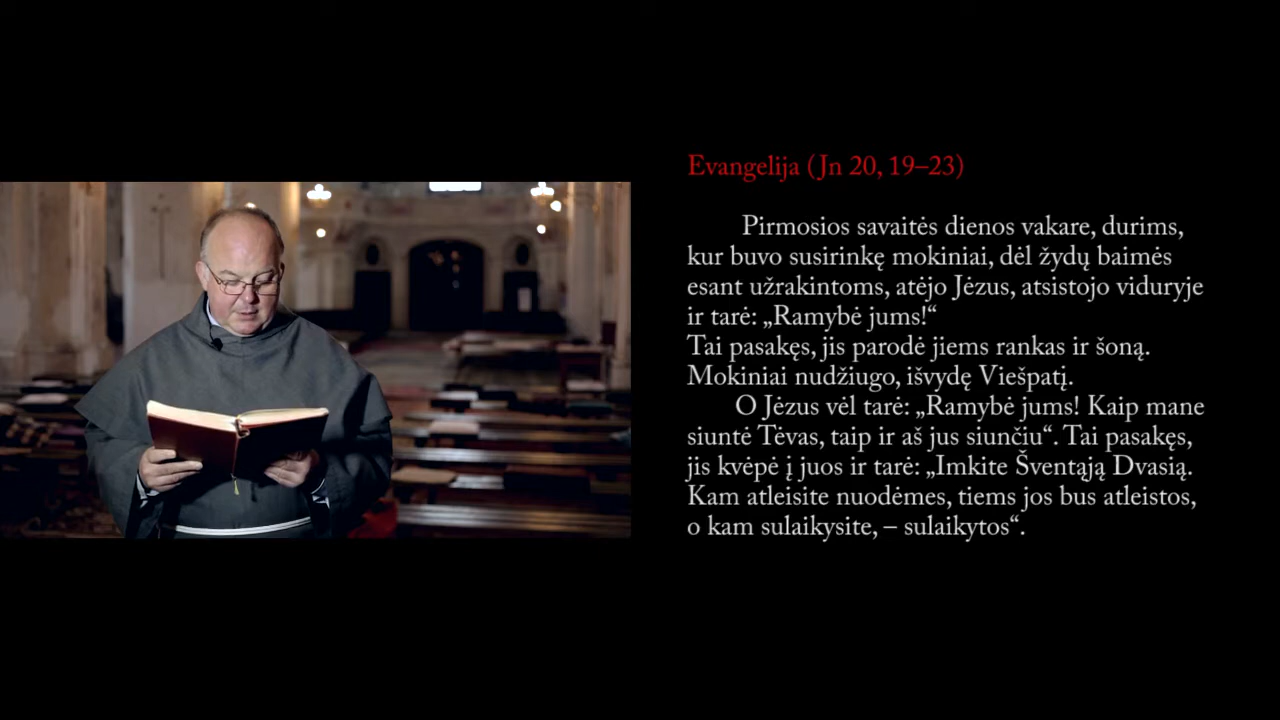 Evangelija (Jn 20, 19–23)
Pirmosios savaitės dienos vakare, durims,
kur buvo susirinkę mokiniai, dėl žydų baimės
esant užrakintoms, atėjo Jėzus, atsistojo viduryje
ir tarė: „Ramybė jums!“
Tai pasakęs, jis parodė jiems rankas ir šoną.
Mokiniai nudžiugo, išvydę Viešpatį.
O Jėzus vėl tarė: „Ramybė jums! Kaip mane
siuntė Tėvas, taip ir aš jus siunčiu“. Tai pasakęs,
jis kvėpė į juos ir tarė: „Imkite Šventąją Dvasią.
Kam atleisite nuodėmes, tiems jos bus atleistos,
o kam sulaikysite, – sulaikytos“.